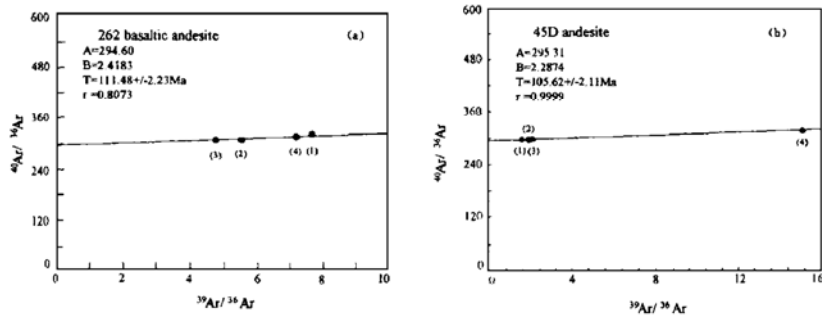 262 basaltic andesite (a)
A=294.60
B=2.4183
T=111.48+/-2.23Ma
r =0.8073
600
480
360
240
120
0
⁴⁰Ar/ ³⁶Ar
(3) (2) (4) (1)
0 2 4 6 8 10
³⁹Ar/ ³⁶Ar
45D andesite (b)
A=295.31
B=2.2874
T=105.62+/-2.11Ma
r =0.9999
600
480
360
240
120
0
⁴⁰Ar/ ³⁶Ar
(2)
(1) (3) (4)
0 4 8 12 16
³⁹Ar/ ³⁶Ar